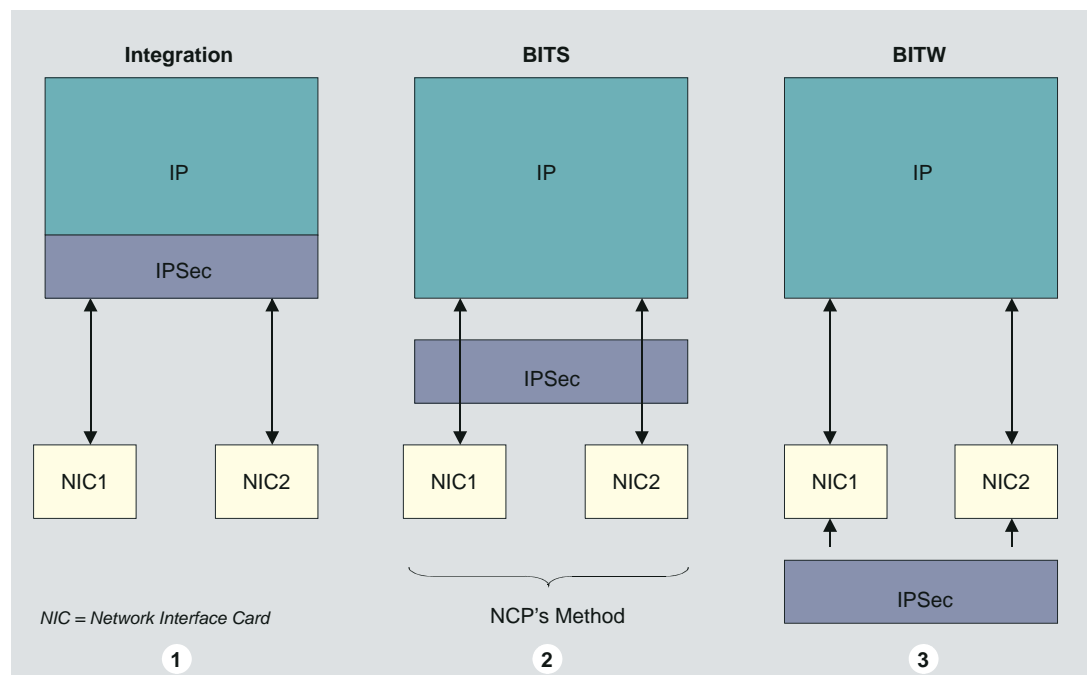 Integration
IP
IPSec
NIC1
NIC2
NIC = Network Interface Card
1
BITS
IP
IPSec
NIC1
NIC2
NCP's Method
2
BITW
IP
NIC1
NIC2
IPSec
3